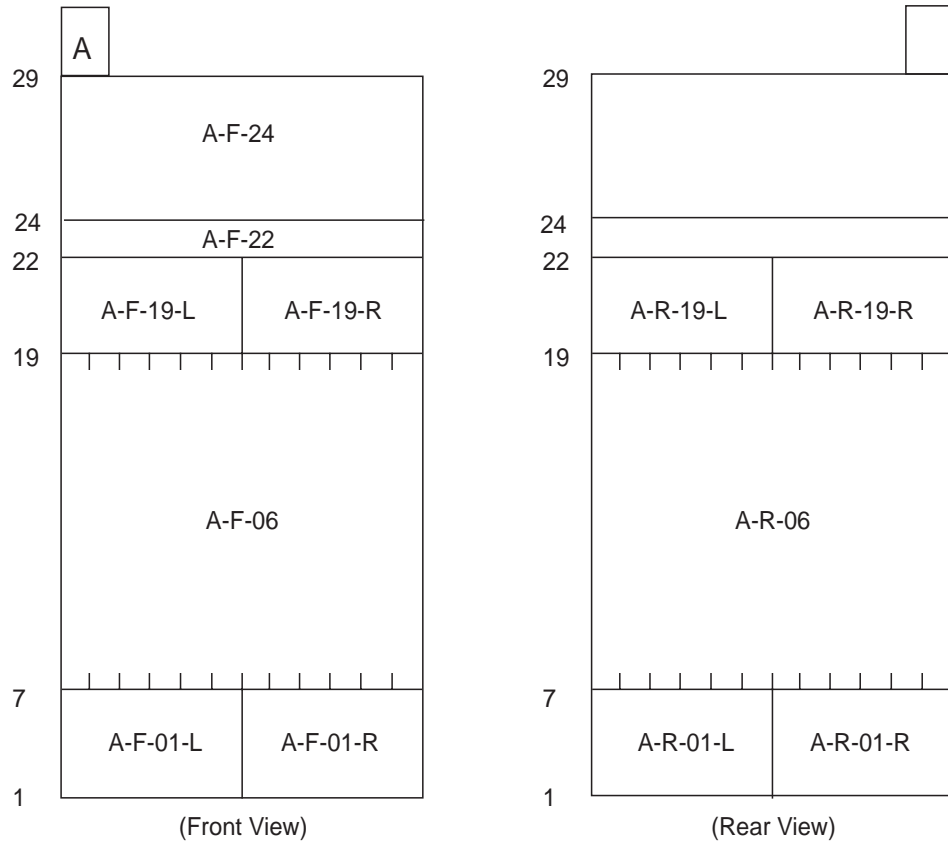 A
29
A-F-24
24
A-F-22
22
A-F-19-L A-F-19-R
19
A-F-06
7
A-F-01-L A-F-01-R
1
(Front View)
29
24
22
A-R-19-L A-R-19-R
19
A-R-06
7
A-R-01-L A-R-01-R
1
(Rear View)